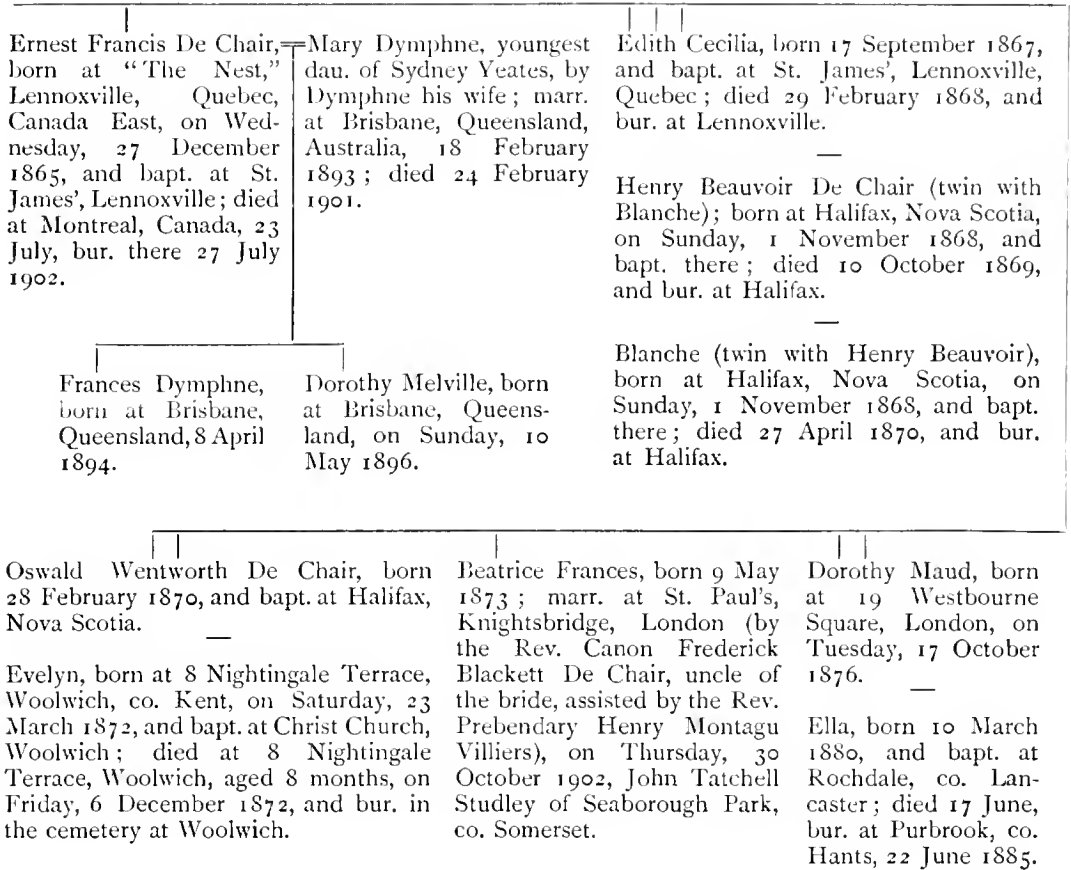 Ernest Francis De Chair,
born at "The Nest,"
Lennoxville, Quebec,
Canada East, on Wed-
nesday, 27 December
1865, and bapt. at St.
James', Lennoxville; died
at Montreal, Canada, 23
July, bur. there 27 July
1902.
Mary Dymphne, youngest
dau. of Sydney Yeates, by
Dymphne his wife; marr.
at Brisbane, Queensland,
Australia, 18 February
1893; died 24 February
1901.
Edith Cecilia, born 17 September 1867,
and bapt. at St. James', Lennoxville,
Quebec; died 29 February 1868, and
bur. at Lennoxville.
Henry Beauvoir De Chair (twin with
Blanche); born at Halifax, Nova Scotia,
on Sunday, 1 November 1868, and
bapt. there; died 10 October 1869,
and bur. at Halifax.
Blanche (twin with Henry Beauvoir),
born at Halifax, Nova Scotia, on
Sunday, 1 November 1868, and bapt.
there; died 27 April 1870, and bur.
at Halifax.
Frances Dymphne,
born at Brisbane,
Queensland, 8 April
1894.
Dorothy Melville, born
at Brisbane, Queens-
land, on Sunday, 10
May 1896.
Oswald Wentworth De Chair, born
28 February 1870, and bapt. at Halifax,
Nova Scotia.
Evelyn, born at 8 Nightingale Terrace,
Woolwich, co. Kent, on Saturday, 23
March 1872, and bapt. at Christ Church,
Woolwich; died at 8 Nightingale
Terrace, Woolwich, aged 8 months, on
Friday, 6 December 1872, and bur. in
the cemetery at Woolwich.
Beatrice Frances, born 9 May
1873; marr. at St. Paul's,
Knightsbridge, London (by
the Rev. Canon Frederick
Blackett De Chair, uncle of
the bride, assisted by the Rev.
Prebendary Henry Montagu
Villiers), on Thursday, 30
October 1902, John Tatchell
Studley of Seaborough Park,
co. Somerset.
Dorothy Maud, born
at 19 Westbourne
Square, London, on
Tuesday, 17 October
1876.
Ella, born 10 March
1880, and bapt. at
Rochdale, co. Lan-
caster; died 17 June,
bur. at Purbrook, co.
Hants, 22 June 1885.